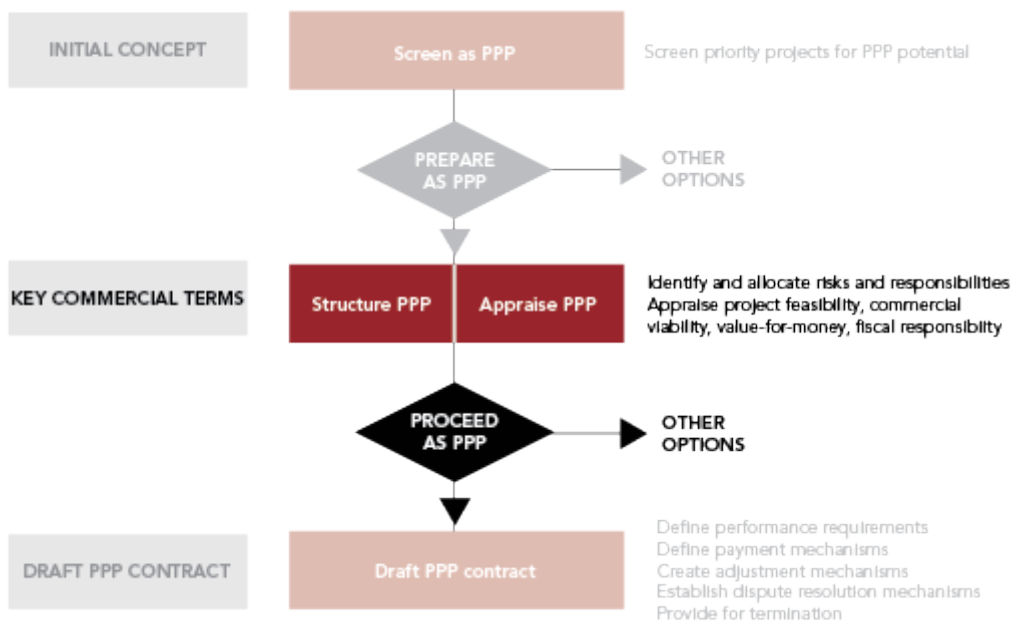 INITIAL CONCEPT
Screen as PPP
Screen priority projects for PPP potential
PREPARE
AS PPP
OTHER
OPTIONS
KEY COMMERCIAL TERMS
Structure PPP
Appraise PPP
Identify and allocate risks and responsibilities
Appraise project feasibility, commercial
viability, value-for-money, fiscal responsibiity
PROCEED
AS PPP
OTHER
OPTIONS
DRAFT PPP CONTRACT
Draft PPP contract
Define performance requirements
Define payment mechanisms
Create adjustment mechanisms
Establish dispute resolution mechanisms
Provide for termination